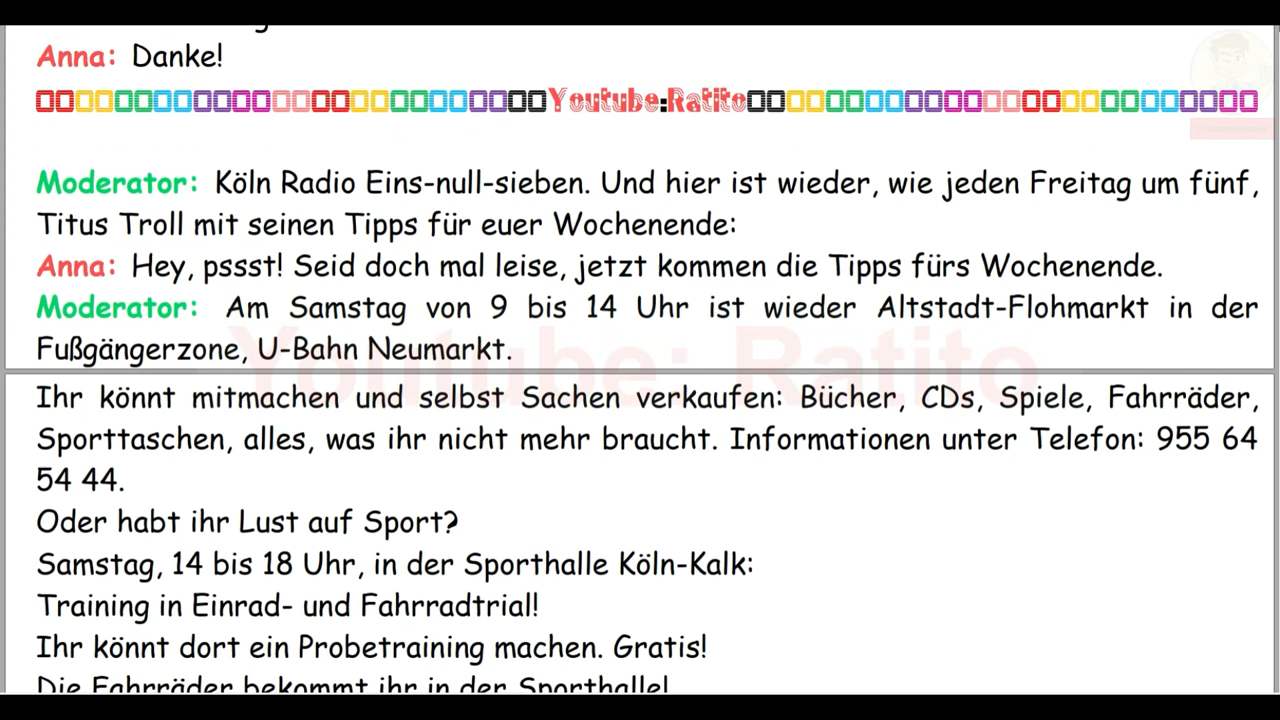 Anna: Danke!
Youtube:Ratito
Moderator: Köln Radio Eins-null-sieben. Und hier ist wieder, wie jeden Freitag um fünf,
Titus Troll mit seinen Tipps für euer Wochenende:
Anna: Hey, pssst! Seid doch mal leise, jetzt kommen die Tipps fürs Wochenende.
Moderator: Am Samstag von 9 bis 14 Uhr ist wieder Altstadt-Flohmarkt in der
Fußgängerzone, U-Bahn Neumarkt.
Youtube: Ratito
Ihr könnt mitmachen und selbst Sachen verkaufen: Bücher, CDs, Spiele, Fahrräder,
Sporttaschen, alles, was ihr nicht mehr braucht. Informationen unter Telefon: 955 64
54 44.
Oder habt ihr Lust auf Sport?
Samstag, 14 bis 18 Uhr, in der Sporthalle Köln-Kalk:
Training in Einrad- und Fahrradtrial!
Ihr könnt dort ein Probetraining machen. Gratis!
Die Fahrräder bekommt ihr in der Sporthalle!